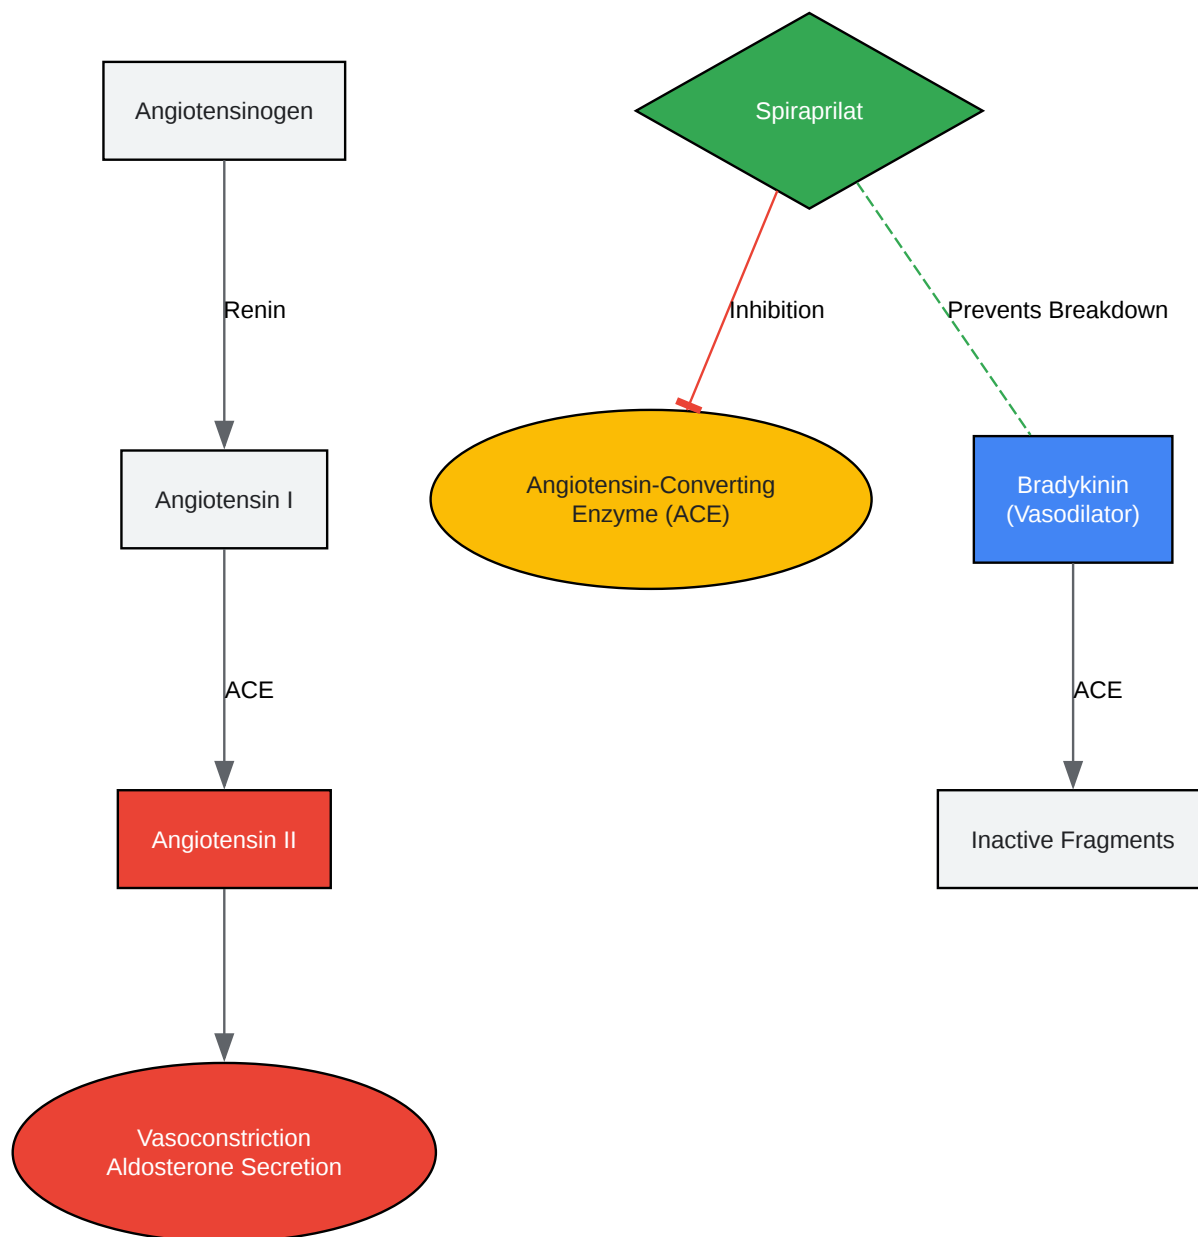 Angiotensinogen
Spiraprilat
Renin
Inhibition
Prevents Breakdown
Angiotensin I
Angiotensin-Converting
Enzyme (ACE)
Bradykinin
(Vasodilator)
ACE
ACE
Angiotensin II
Inactive Fragments
Vasoconstriction
Aldosterone Secretion